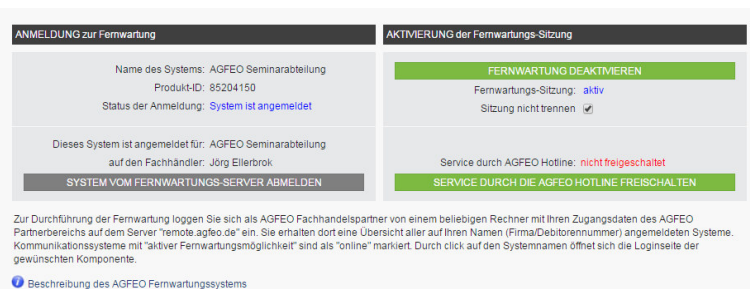 ANMELDUNG zur Fernwartung
Name des Systems: AGFEO Seminarabteilung
Produkt-ID: 85204150
Status der Anmeldung: System ist angemeldet
Dieses System ist angemeldet für: AGFEO Seminarabteilung
auf den Fachhändler: Jörg Ellerbrok
SYSTEM VOM FERNWARTUNGS-SERVER ABMELDEN
AKTIVIERUNG der Fernwartungs-Sitzung
FERNWARTUNG DEAKTIVIEREN
Fernwartungs-Sitzung: aktiv
Sitzung nicht trennen
Service durch AGFEO Hotline: nicht freigeschaltet
SERVICE DURCH DIE AGFEO HOTLINE FREISCHALTEN
Zur Durchführung der Fernwartung loggen Sie sich als AGFEO Fachhandelspartner von einem beliebigen Rechner mit Ihren Zugangsdaten des AGFEO
Partnerbereichs auf dem Server "remote.agfeo.de" ein. Sie erhalten dort eine Übersicht aller auf Ihren Namen (Firma/Debitorennummer) angemeldeten Systeme.
Kommunikationssysteme mit "aktiver Fernwartungsmöglichkeit" sind als "online" markiert. Durch click auf den Systemnamen öffnet sich die Loginseite der
gewünschten Komponente.
Beschreibung des AGFEO Fernwartungssystems